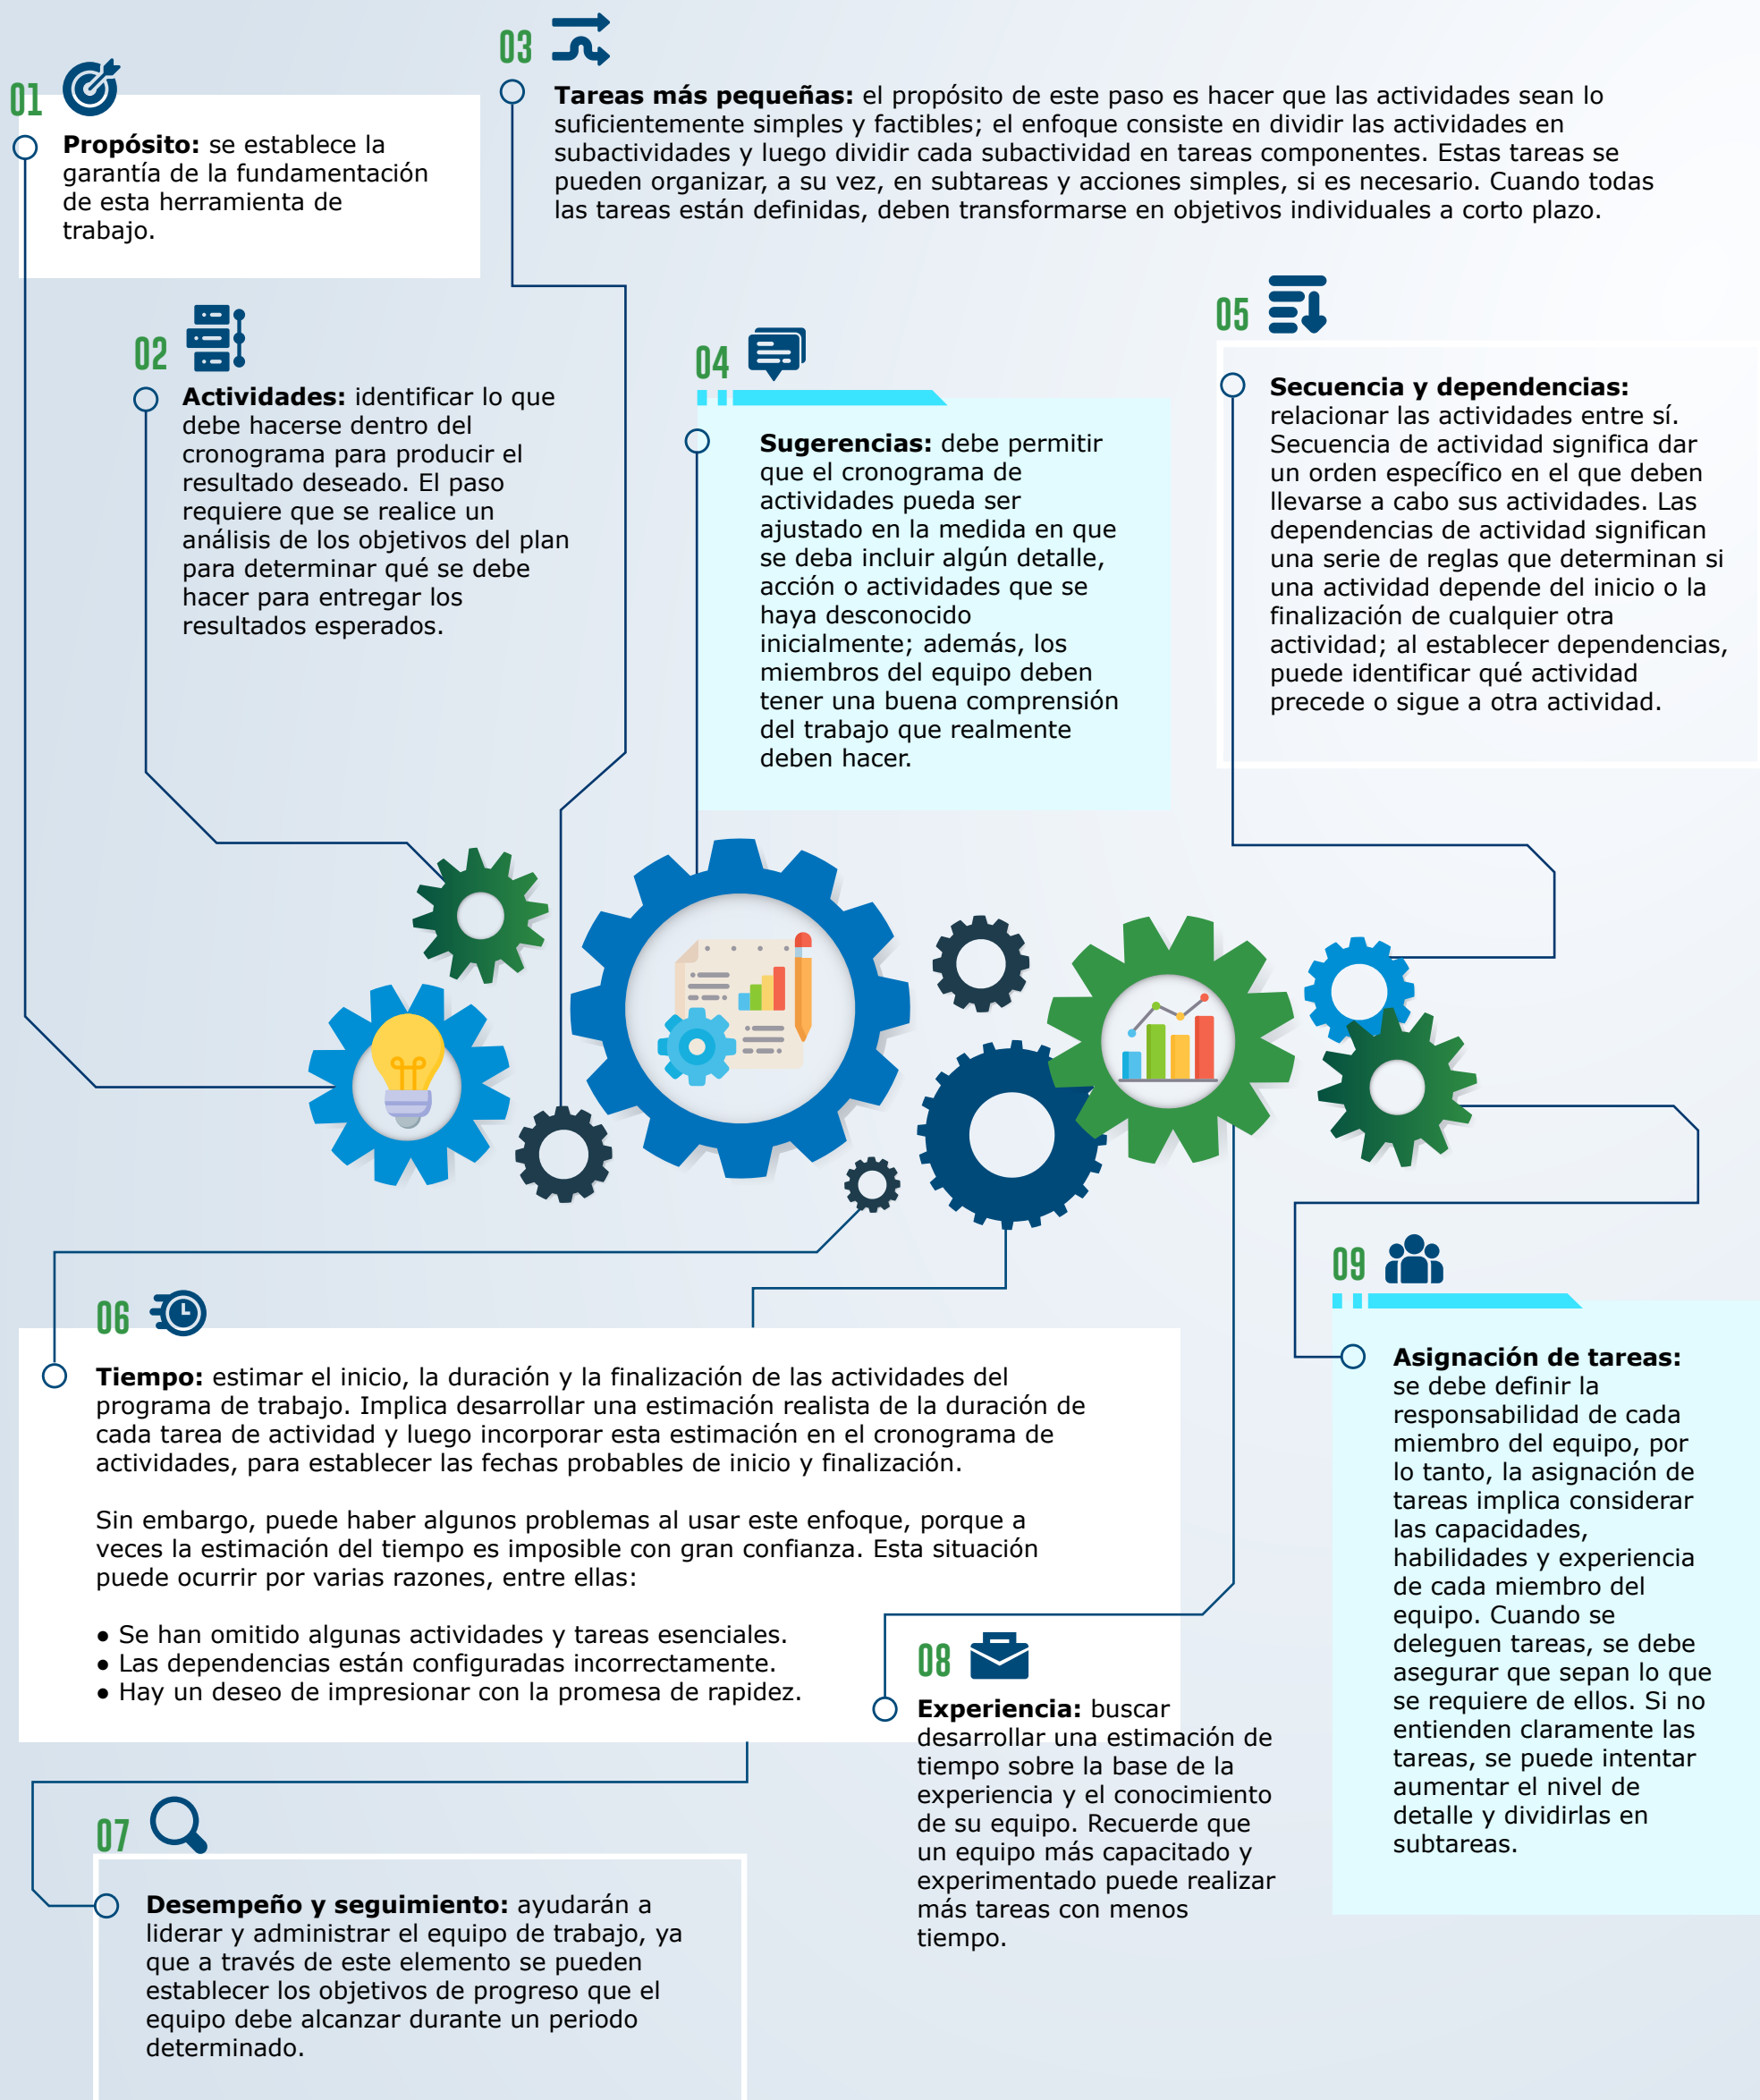 01
Propósito: se establece la
garantía de la fundamentación
de esta herramienta de
trabajo.
02
Actividades: identificar lo que
debe hacerse dentro del
cronograma para producir el
resultado deseado. El paso
requiere que se realice un
análisis de los objetivos del plan
para determinar qué se debe
hacer para entregar los
resultados esperados.
03
Tareas más pequeñas: el propósito de este paso es hacer que las actividades sean lo
suficientemente simples y factibles; el enfoque consiste en dividir las actividades en
subactividades y luego dividir cada subactividad en tareas componentes. Estas tareas se
pueden organizar, a su vez, en subtareas y acciones simples, si es necesario. Cuando todas
las tareas están definidas, deben transformarse en objetivos individuales a corto plazo.
04
Sugerencias: debe permitir
que el cronograma de
actividades pueda ser
ajustado en la medida en que
se deba incluir algún detalle,
acción o actividades que se
haya desconocido
inicialmente; además, los
miembros del equipo deben
tener una buena comprensión
del trabajo que realmente
deben hacer.
05
Secuencia y dependencias:
relacionar las actividades entre sí.
Secuencia de actividad significa dar
un orden específico en el que deben
llevarse a cabo sus actividades. Las
dependencias de actividad significan
una serie de reglas que determinan si
una actividad depende del inicio o la
finalización de cualquier otra
actividad; al establecer dependencias,
puede identificar qué actividad
precede o sigue a otra actividad.
06
Tiempo: estimar el inicio, la duración y la finalización de las actividades del
programa de trabajo. Implica desarrollar una estimación realista de la duración de
cada tarea de actividad y luego incorporar esta estimación en el cronograma de
actividades, para establecer las fechas probables de inicio y finalización.
Sin embargo, puede haber algunos problemas al usar este enfoque, porque a
veces la estimación del tiempo es imposible con gran confianza. Esta situación
puede ocurrir por varias razones, entre ellas:
● Se han omitido algunas actividades y tareas esenciales.
● Las dependencias están configuradas incorrectamente.
● Hay un deseo de impresionar con la promesa de rapidez.
07
Desempeño y seguimiento: ayudarán a
liderar y administrar el equipo de trabajo, ya
que a través de este elemento se pueden
establecer los objetivos de progreso que el
equipo debe alcanzar durante un periodo
determinado.
08
Experiencia: buscar
desarrollar una estimación de
tiempo sobre la base de la
experiencia y el conocimiento
de su equipo. Recuerde que
un equipo más capacitado y
experimentado puede realizar
más tareas con menos
tiempo.
09
Asignación de tareas:
se debe definir la
responsabilidad de cada
miembro del equipo, por
lo tanto, la asignación de
tareas implica considerar
las capacidades,
habilidades y experiencia
de cada miembro del
equipo. Cuando se
deleguen tareas, se debe
asegurar que sepan lo que
se requiere de ellos. Si no
entienden claramente las
tareas, se puede intentar
aumentar el nivel de
detalle y dividirlas en
subtareas.